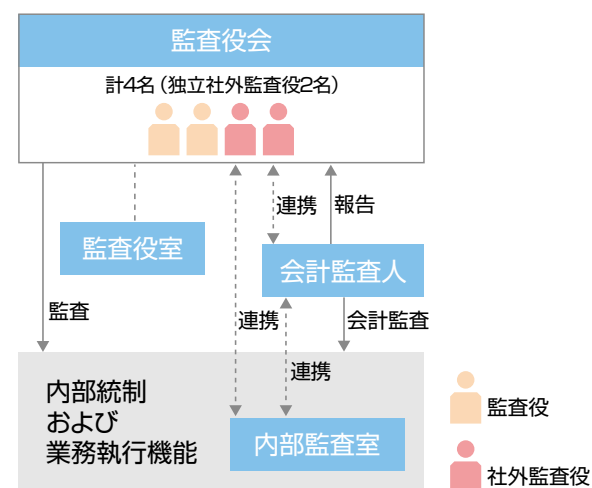 監査役会
計4名（独立社外監査役2名）
連携
報告
監査役室
会計監査人
監査
連携
会計監査
連携
内部統制
および
業務執行機能
内部監査室
監査役
社外監査役